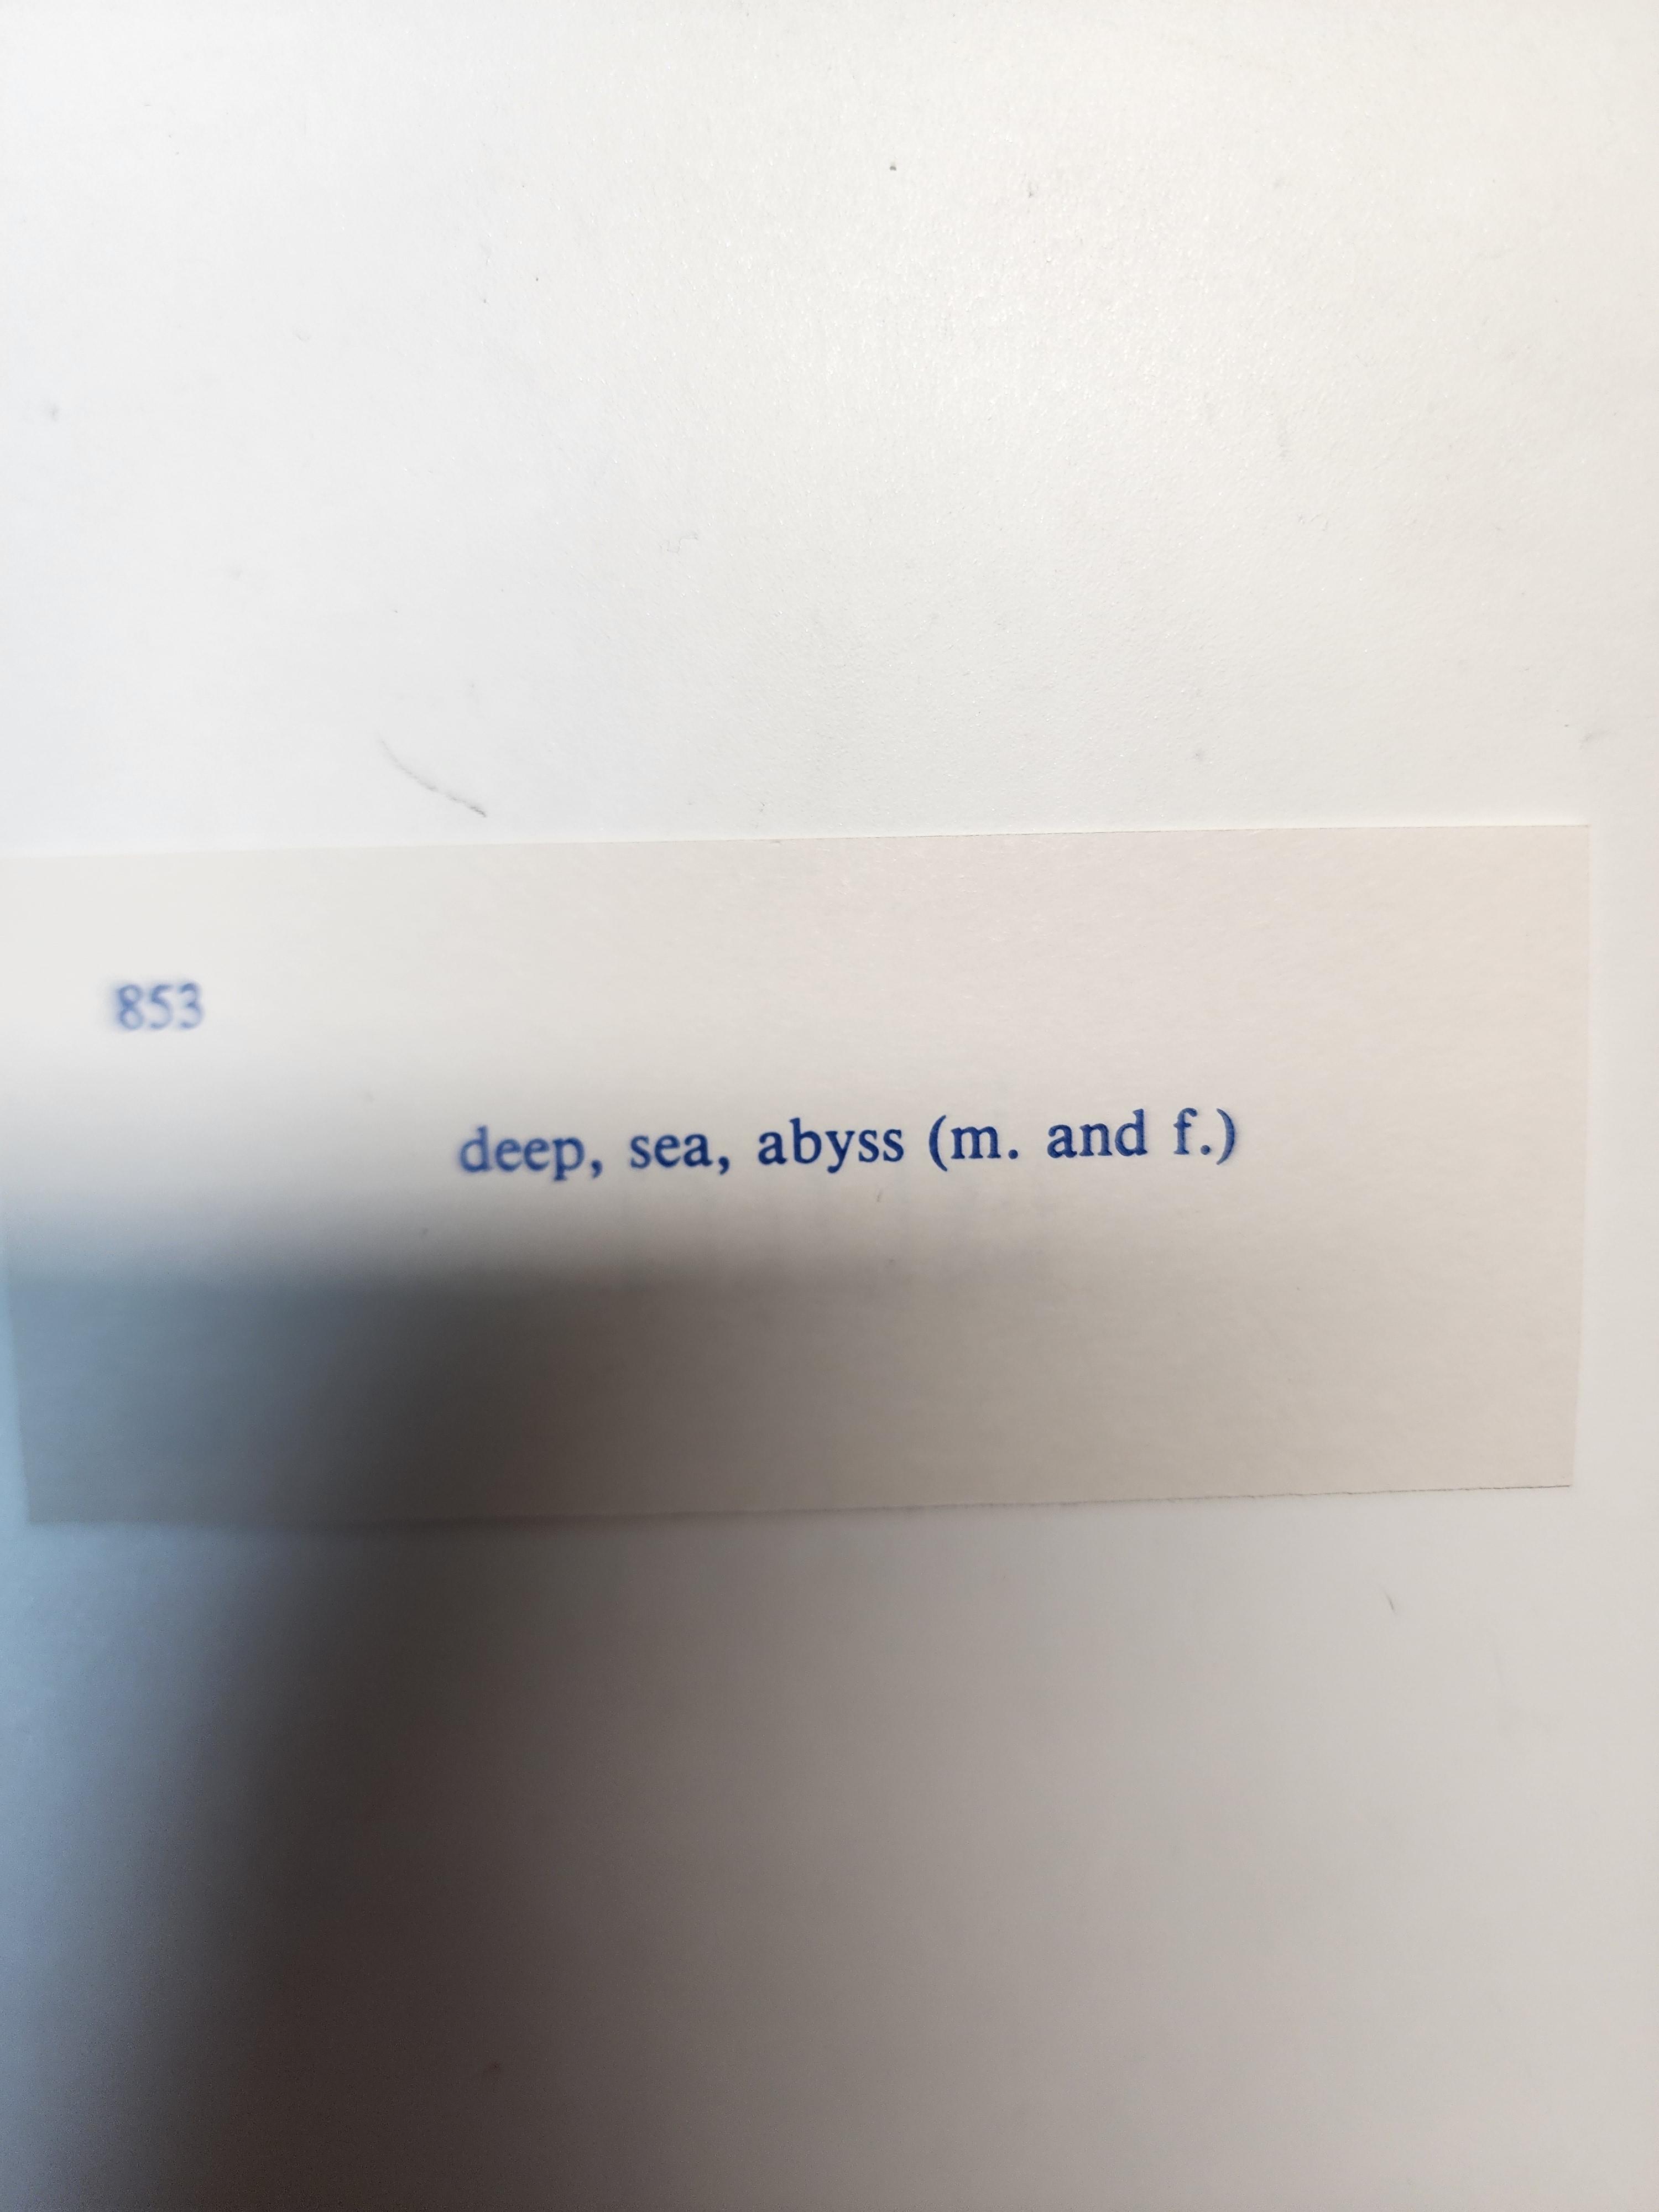 853
deep, sea, abyss (m. and f.)